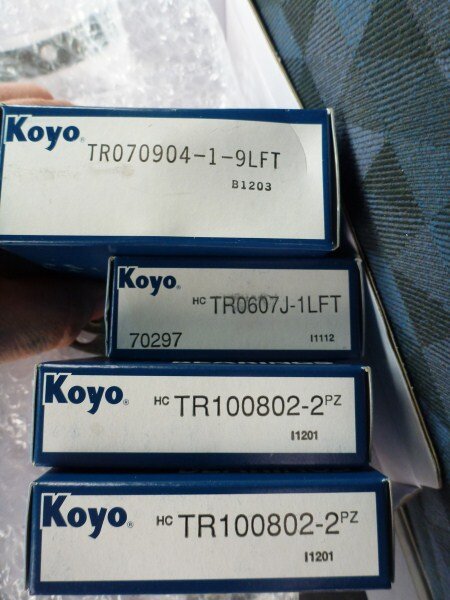 Koyo®
TR070904-1-9LFT
B1203
Koyo®
HC TR0607J-1LFT
70297
I1112
Koyo®
HC TR100802-2PZ
I1201
Koyo®
HC TR100802-2PZ
I1201